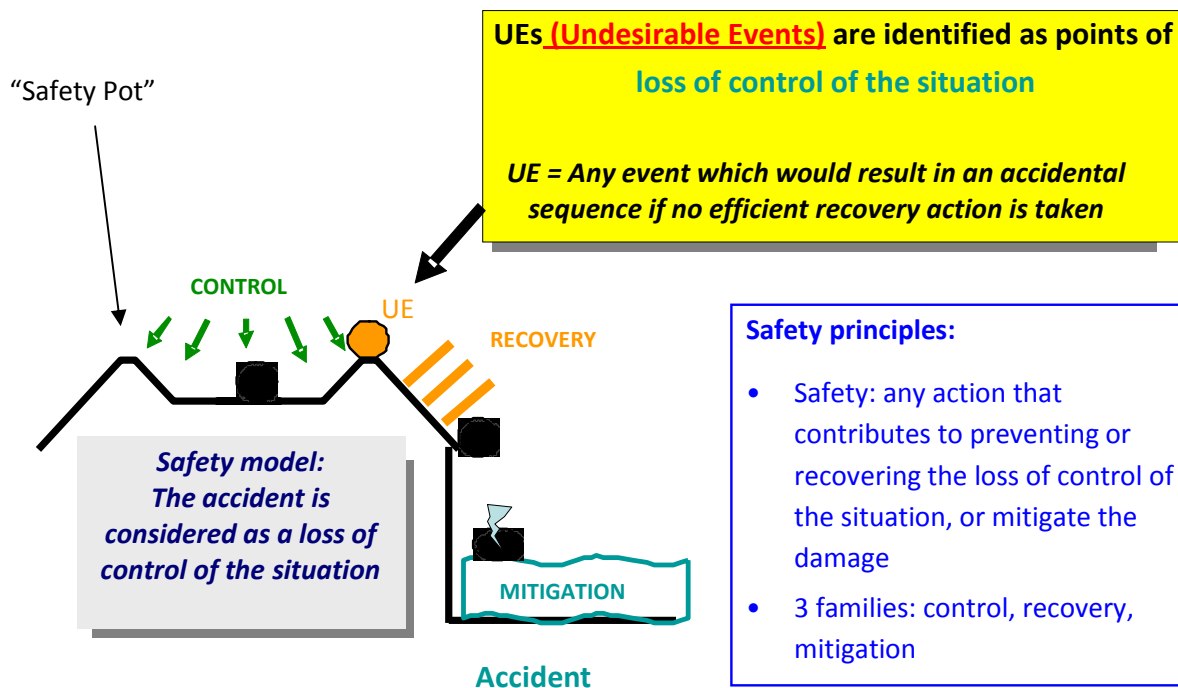 UEs (Undesirable Events) are identified as points of
loss of control of the situation
UE = Any event which would result in an accidental
sequence if no efficient recovery action is taken
“Safety Pot”
CONTROL
UE
RECOVERY
Safety model:
The accident is
considered as a loss of
control of the situation
MITIGATION
Accident
Safety principles:
• Safety: any action that
contributes to preventing or
recovering the loss of control of
the situation, or mitigate the
damage
• 3 families: control, recovery,
mitigation